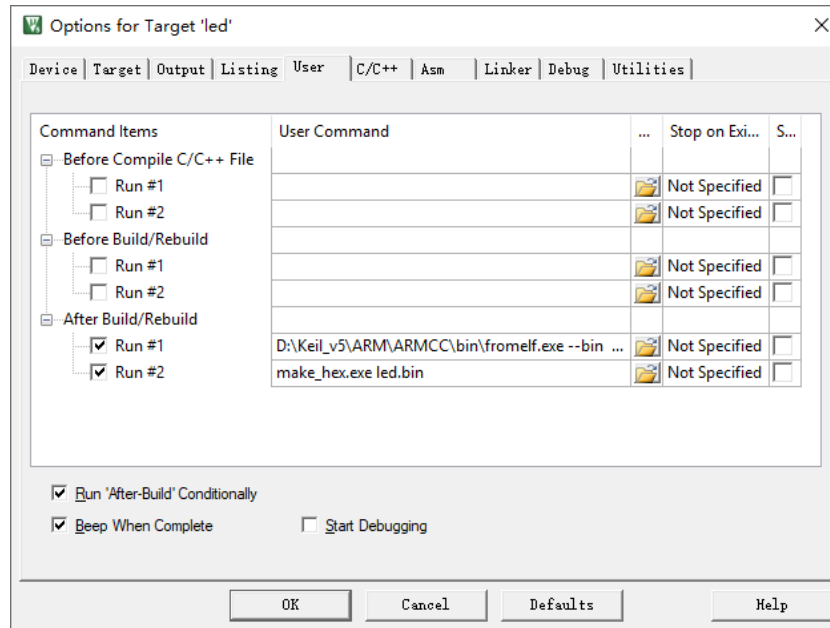 Options for Target 'led'
Device Target Output Listing User C/C++ Asm Linker Debug Utilities
Command Items User Command ... Stop on Exi... S...
Before Compile C/C++ File
Run #1 Not Specified
Run #2 Not Specified
Before Build/Rebuild
Run #1 Not Specified
Run #2 Not Specified
After Build/Rebuild
Run #1 D:\Keil_v5\ARM\ARMCC\bin\fromelf.exe --bin ... Not Specified
Run #2 make_hex.exe led.bin Not Specified
Run 'After-Build' Conditionally
Beep When Complete Start Debugging
OK Cancel Defaults Help